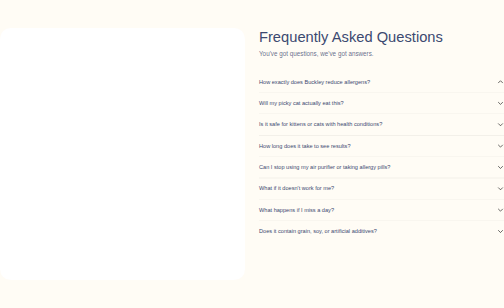 Frequently Asked Questions
You've got questions, we've got answers.
How exactly does Buckley reduce allergens?
Will my picky cat actually eat this?
Is it safe for kittens or cats with health conditions?
How long does it take to see results?
Can I stop using my air purifier or taking allergy pills?
What if it doesn't work for me?
What happens if I miss a day?
Does it contain grain, soy, or artificial additives?